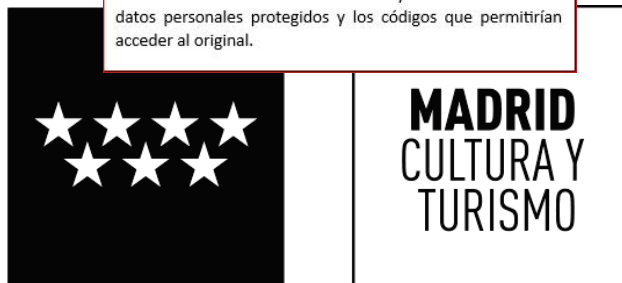 datos personales protegidos y los códigos que permitirían
acceder al original.
MADRID
CULTURA Y
TURISMO